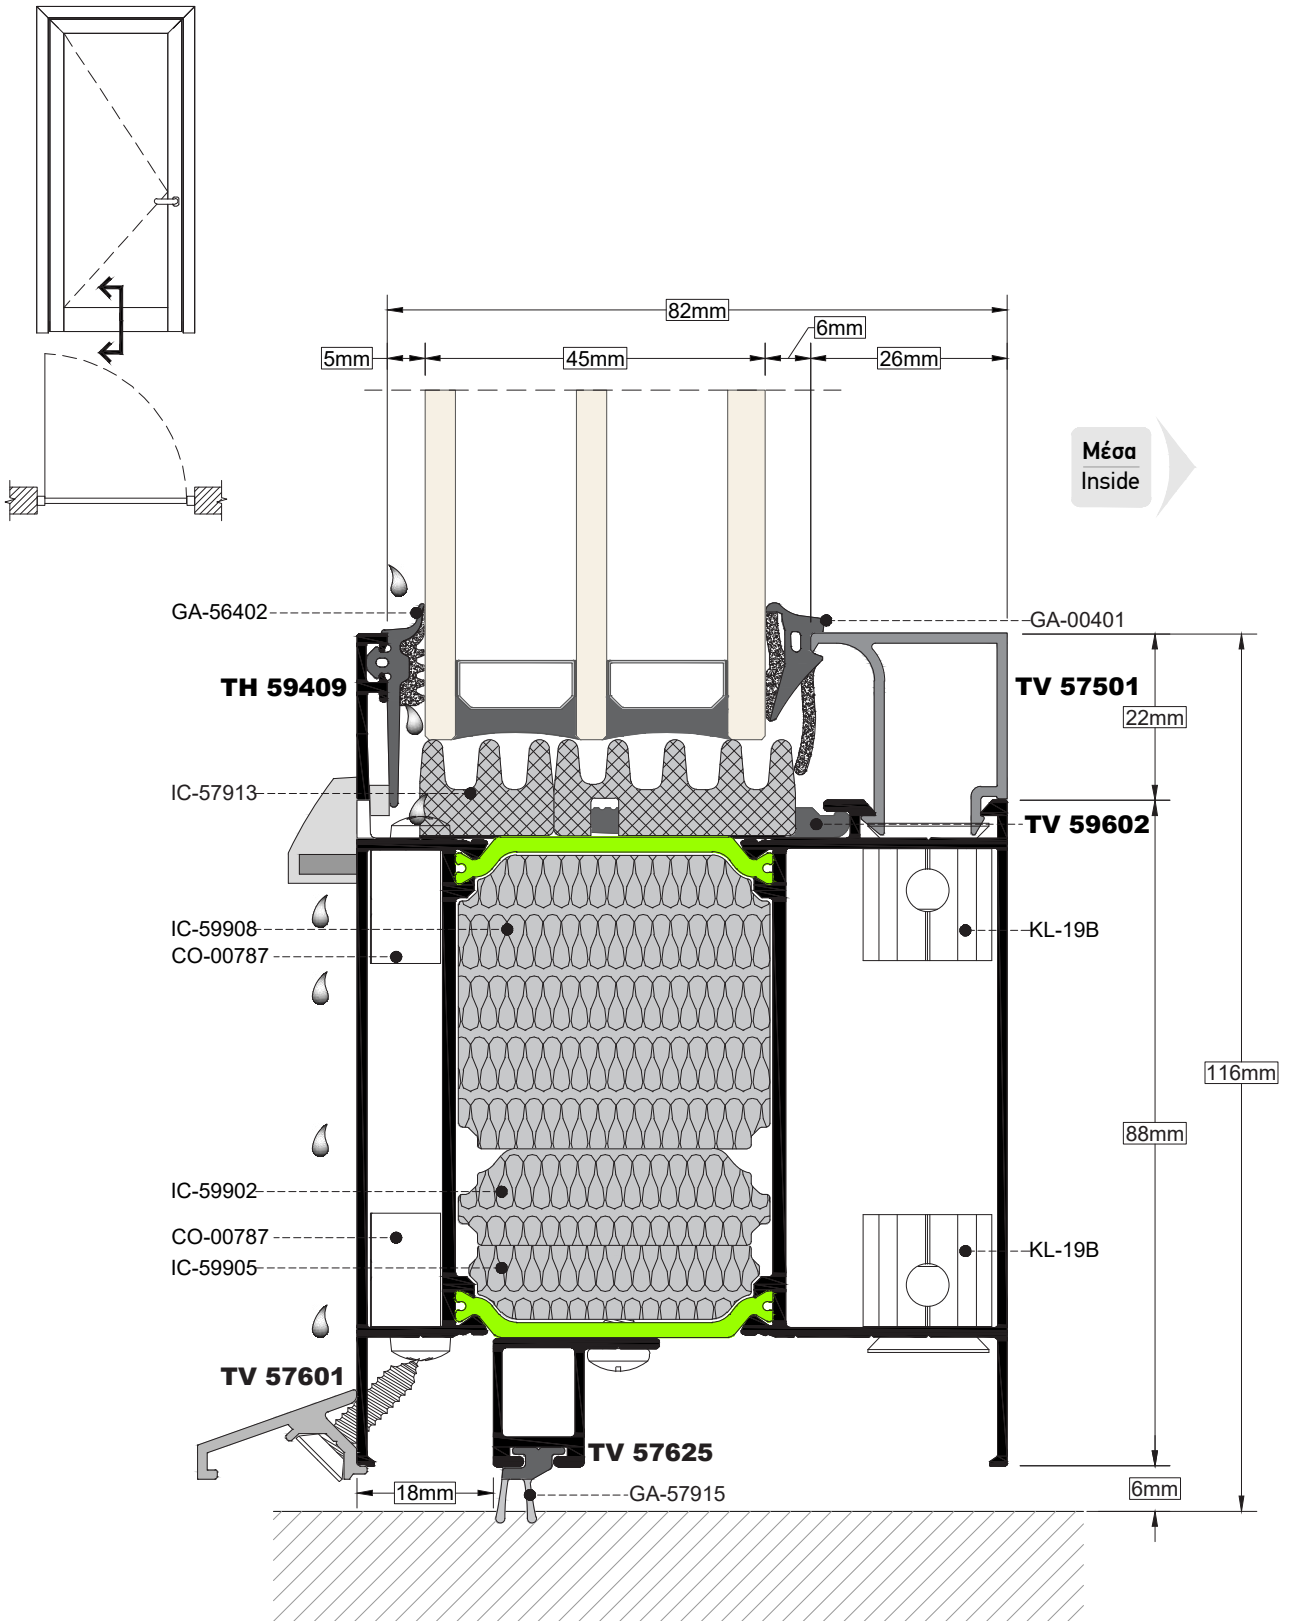 82mm
6mm
5mm
45mm
26mm
Μέσα
Inside
GA-56402
GA-00401
TH 59409
TV 57501
22mm
IC-57913
TV 59602
IC-59908
KL-19B
CO-00787
116mm
88mm
IC-59902
CO-00787
KL-19B
IC-59905
TV 57601
TV 57625
18mm
GA-57915
6mm